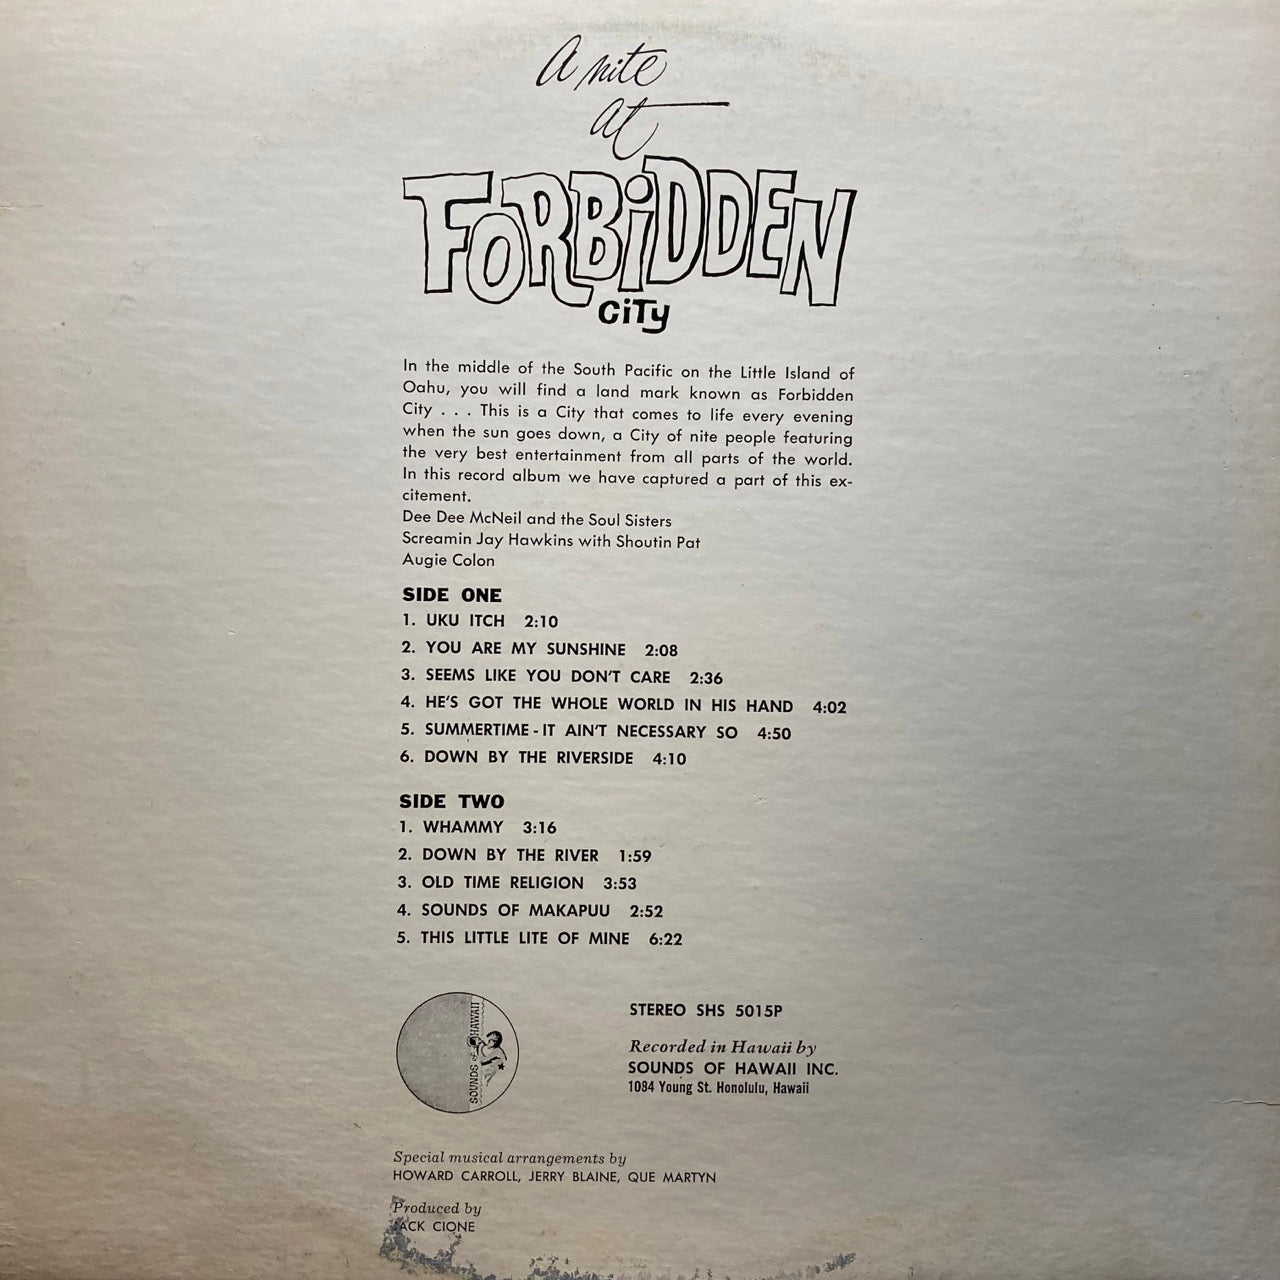 A nite
at
FORBiDDEN
CiTy
In the middle of the South Pacific on the Little Island of
Oahu, you will find a land mark known as Forbidden
City . . . This is a City that comes to life every evening
when the sun goes down, a City of nite people featuring
the very best entertainment from all parts of the world.
In this record album we have captured a part of this ex-
citement.
Dee Dee McNeil and the Soul Sisters
Screamin Jay Hawkins with Shoutin Pat
Augie Colon
SIDE ONE
1. UKU ITCH 2:10
2. YOU ARE MY SUNSHINE 2:08
3. SEEMS LIKE YOU DON'T CARE 2:36
4. HE'S GOT THE WHOLE WORLD IN HIS HAND 4:02
5. SUMMERTIME - IT AIN'T NECESSARY SO 4:50
6. DOWN BY THE RIVERSIDE 4:10
SIDE TWO
1. WHAMMY 3:16
2. DOWN BY THE RIVER 1:59
3. OLD TIME RELIGION 3:53
4. SOUNDS OF MAKAPUU 2:52
5. THIS LITTLE LITE OF MINE 6:22
SOUNDS OF HAWAII
STEREO SHS 5015P
Recorded in Hawaii by
SOUNDS OF HAWAII INC.
1084 Young St. Honolulu, Hawaii
Special musical arrangements by
HOWARD CARROLL, JERRY BLAINE, QUE MARTYN
Produced by
JACK CIONE